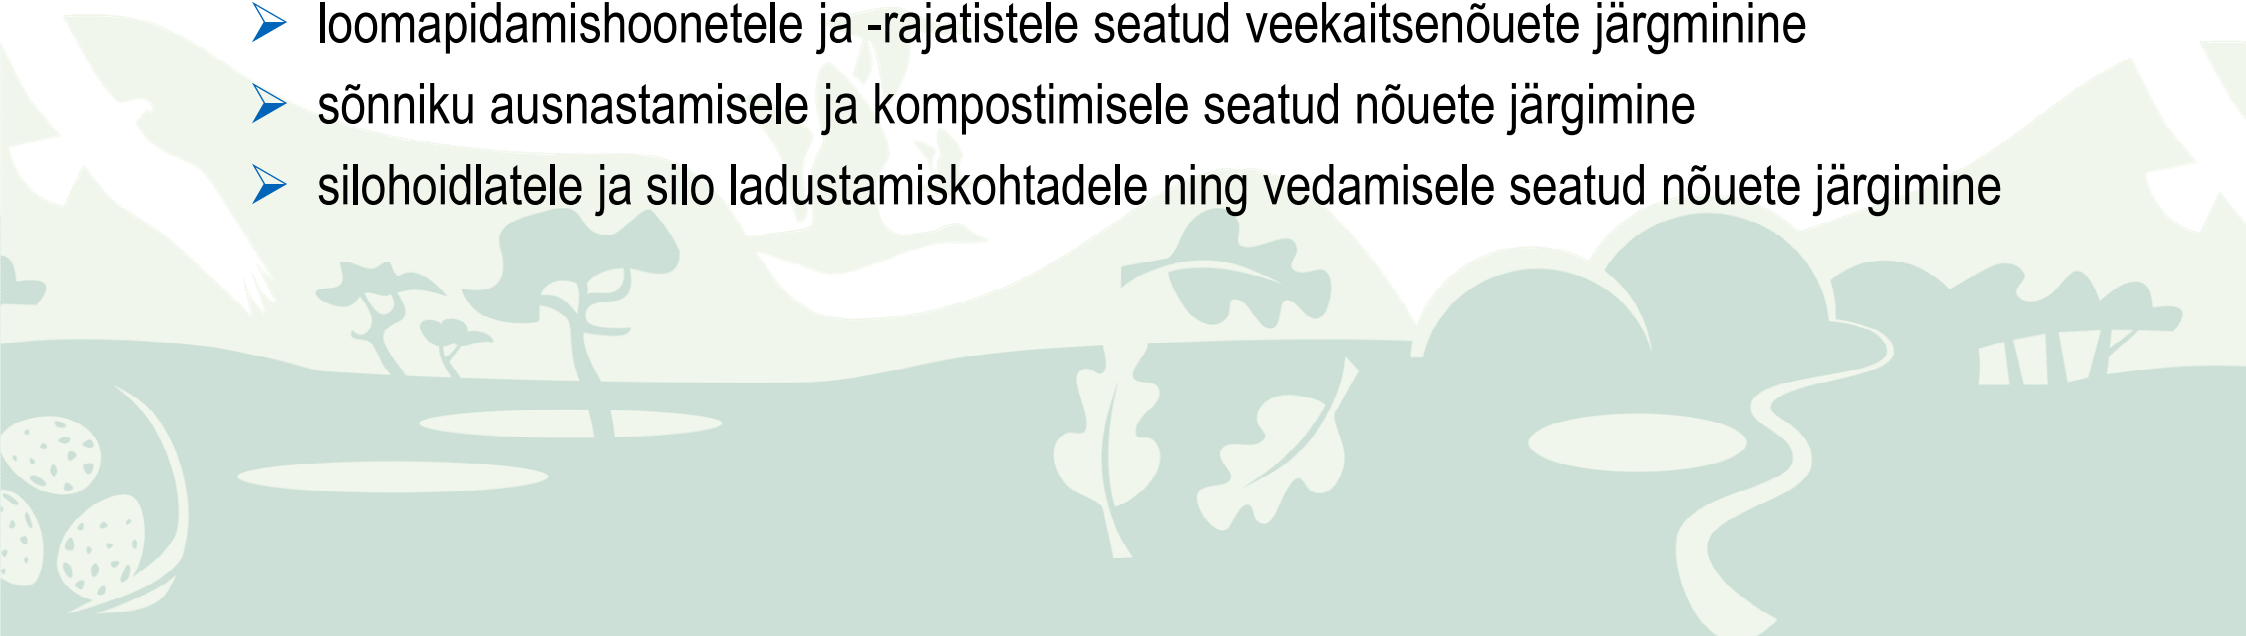 ➢ loomapidamishoonetele ja -rajatistele seatud veekaitsenõuete järgminine
➢ sõnniku ausnastamisele ja kompostimisele seatud nõuete järgimine
➢ silohoidlatele ja silo ladustamiskohtadele ning vedamisele seatud nõuete järgimine